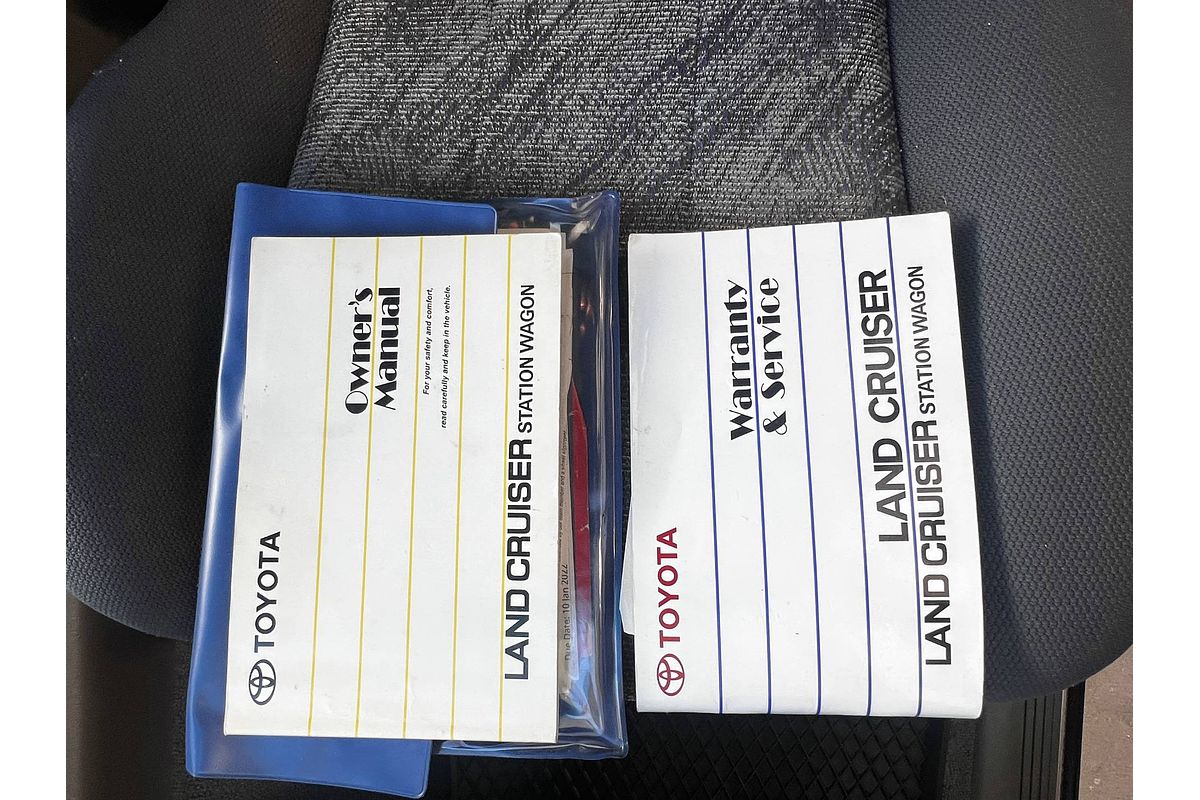 TOYOTA
Owner's
Manual
For your safety and comfort,
read carefully and keep in the vehicle.
LAND CRUISER STATION WAGON
Due Date: 10 Jan 2022
TOYOTA
Warranty
& Service
LAND CRUISER
LAND CRUISER STATION WAGON